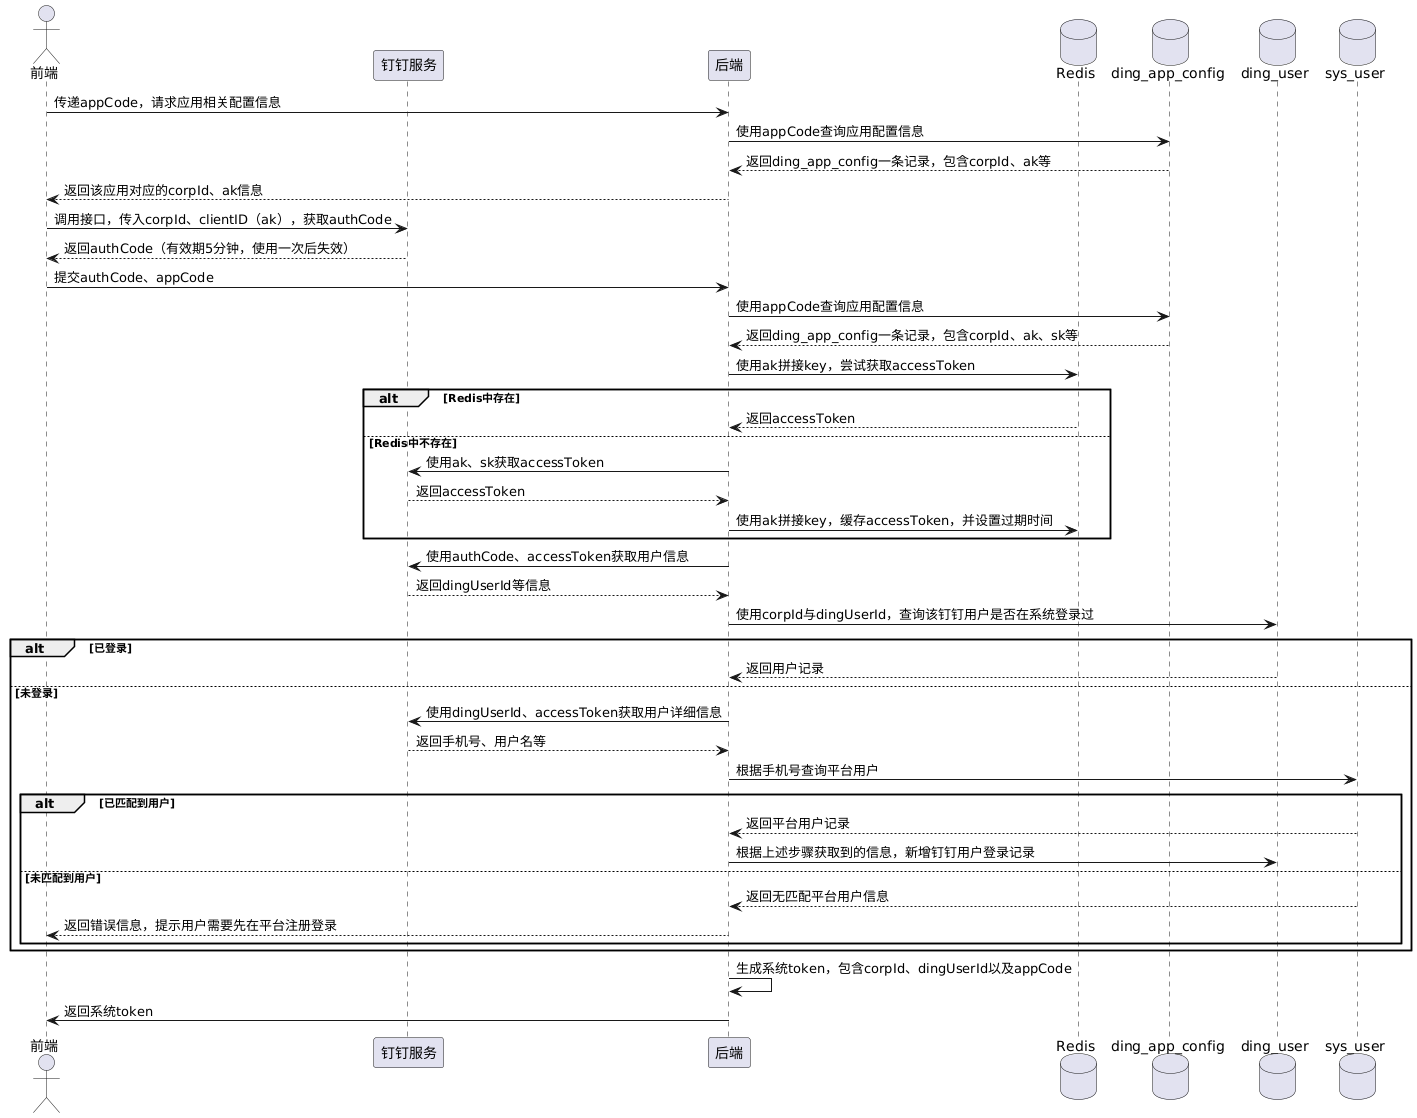 前端
钉钉服务
后端
Redis
ding_app_config
ding_user
sys_user
传递appCode，请求应用相关配置信息
使用appCode查询应用配置信息
返回ding_app_config一条记录，包含corpId、ak等
返回该应用对应的corpId、ak信息
调用接口，传入corpId、clientID（ak），获取authCode
返回authCode（有效期5分钟，使用一次后失效）
提交authCode、appCode
使用appCode查询应用配置信息
返回ding_app_config一条记录，包含corpId、ak、sk等
使用ak拼接key，尝试获取accessToken
alt [Redis中存在]
返回accessToken
[Redis中不存在]
使用ak、sk获取accessToken
返回accessToken
使用ak拼接key，缓存accessToken，并设置过期时间
使用authCode、accessToken获取用户信息
返回dingUserId等信息
使用corpId与dingUserId，查询该钉钉用户是否在系统登录过
alt [已登录]
返回用户记录
[未登录]
使用dingUserId、accessToken获取用户详细信息
返回手机号、用户名等
根据手机号查询平台用户
alt [已匹配到用户]
返回平台用户记录
根据上述步骤获取到的信息，新增钉钉用户登录记录
[未匹配到用户]
返回无匹配平台用户信息
返回错误信息，提示用户需要先在平台注册登录
生成系统token，包含corpId、dingUserId以及appCode
返回系统token
前端
钉钉服务
后端
Redis
ding_app_config
ding_user
sys_user